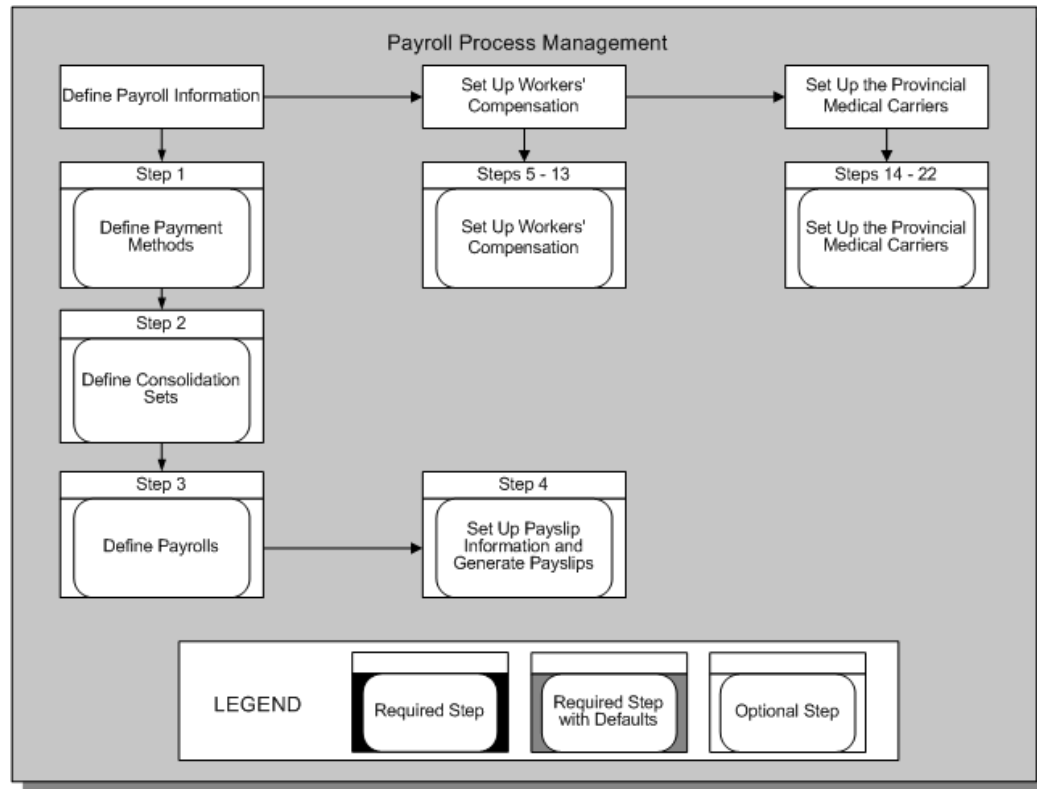 Payroll Process Management
Define Payroll Information
Set Up Workers'
Compensation
Set Up the Provincial
Medical Carriers
Step 1
Define Payment
Methods
Steps 5 - 13
Set Up Workers'
Compensation
Steps 14 - 22
Set Up the Provincial
Medical Carriers
Step 2
Define Consolidation
Sets
Step 3
Define Payrolls
Step 4
Set Up Payslip
Information and
Generate Payslips
LEGEND
Required Step
Required Step
with Defaults
Optional Step